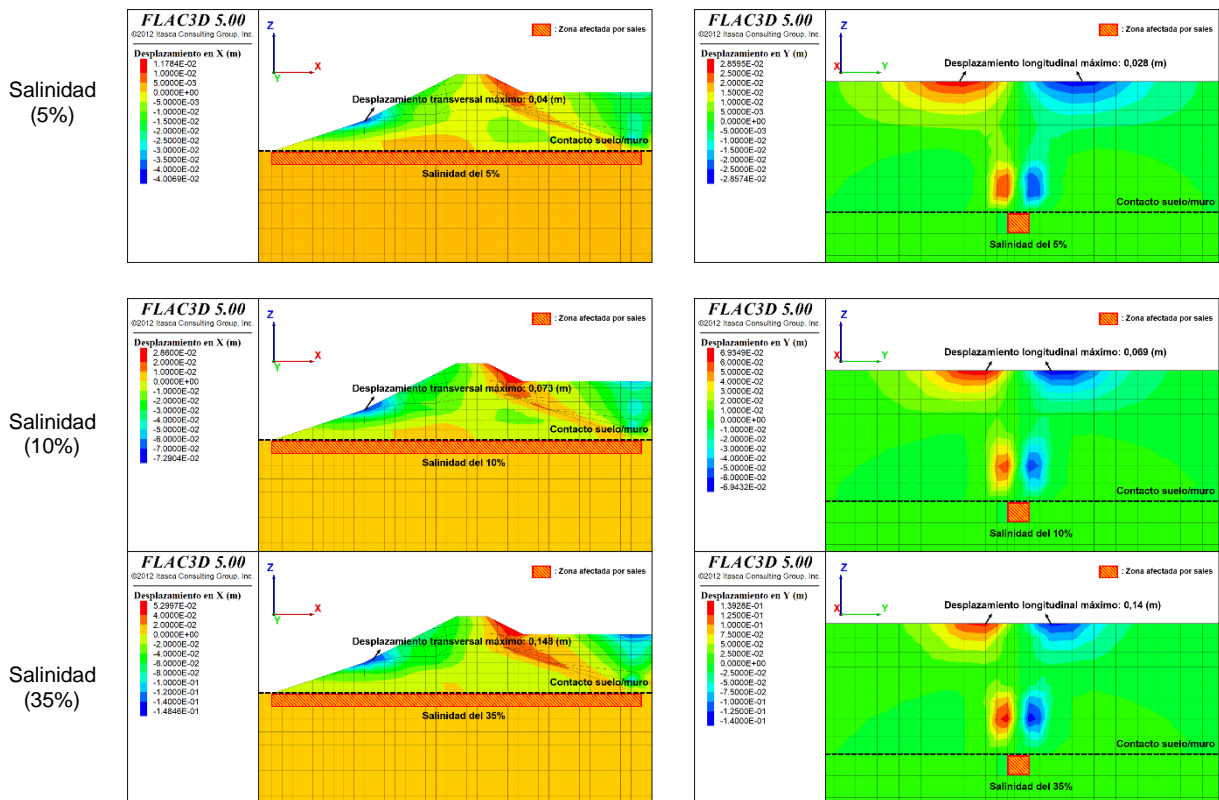 Salinidad
(5%)
FLAC3D 5.00
©2012 Itasca Consulting Group, Inc.
Desplazamiento en X (m)
1.1784E-02
1.0000E-02
5.0000E-03
0.0000E+00
-5.0000E-03
-1.0000E-02
-1.5000E-02
-2.0000E-02
-2.5000E-02
-3.0000E-02
-3.5000E-02
-4.0000E-02
-4.0069E-02
Z
X
Y
: Zona afectada por sales
Desplazamiento transversal máximo: 0,04 (m)
Contacto suelo/muro
Salinidad del 5%
FLAC3D 5.00
©2012 Itasca Consulting Group, Inc.
Desplazamiento en Y (m)
2.8595E-02
2.5000E-02
2.0000E-02
1.5000E-02
1.0000E-02
5.0000E-03
0.0000E+00
-5.0000E-03
-1.0000E-02
-1.5000E-02
-2.0000E-02
-2.5000E-02
-2.8574E-02
Z
X
Y
: Zona afectada por sales
Desplazamiento longitudinal máximo: 0,028 (m)
Contacto suelo/muro
Salinidad del 5%
Salinidad
(10%)
FLAC3D 5.00
©2012 Itasca Consulting Group, Inc.
Desplazamiento en X (m)
2.8600E-02
2.0000E-02
1.0000E-02
0.0000E+00
-1.0000E-02
-2.0000E-02
-3.0000E-02
-4.0000E-02
-5.0000E-02
-6.0000E-02
-7.0000E-02
-7.2904E-02
Z
X
Y
: Zona afectada por sales
Desplazamiento transversal máximo: 0,073 (m)
Contacto suelo/muro
Salinidad del 10%
FLAC3D 5.00
©2012 Itasca Consulting Group, Inc.
Desplazamiento en Y (m)
6.9349E-02
6.0000E-02
5.0000E-02
4.0000E-02
3.0000E-02
2.0000E-02
1.0000E-02
0.0000E+00
-1.0000E-02
-2.0000E-02
-3.0000E-02
-4.0000E-02
-5.0000E-02
-6.0000E-02
-6.9432E-02
Z
X
Y
: Zona afectada por sales
Desplazamiento longitudinal máximo: 0,069 (m)
Contacto suelo/muro
Salinidad del 10%
Salinidad
(35%)
FLAC3D 5.00
©2012 Itasca Consulting Group, Inc.
Desplazamiento en X (m)
5.2997E-02
4.0000E-02
2.0000E-02
0.0000E+00
-2.0000E-02
-4.0000E-02
-6.0000E-02
-8.0000E-02
-1.0000E-01
-1.2000E-01
-1.4000E-01
-1.4846E-01
Z
X
Y
: Zona afectada por sales
Desplazamiento transversal máximo: 0,148 (m)
Contacto suelo/muro
Salinidad del 35%
FLAC3D 5.00
©2012 Itasca Consulting Group, Inc.
Desplazamiento en Y (m)
1.3928E-01
1.2500E-01
1.0000E-01
7.5000E-02
5.0000E-02
2.5000E-02
0.0000E+00
-2.5000E-02
-5.0000E-02
-7.5000E-02
-1.0000E-01
-1.2500E-01
-1.4000E-01
Z
X
Y
: Zona afectada por sales
Desplazamiento longitudinal máximo: 0,14 (m)
Contacto suelo/muro
Salinidad del 35%